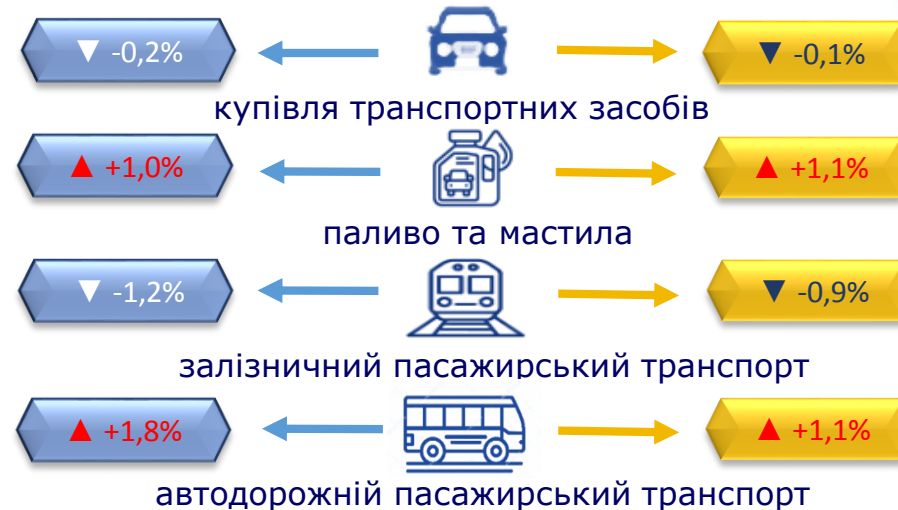 ▼ -0,2% ▼ -0,1%
купівля транспортних засобів
▲ +1,0% ▲ +1,1%
паливо та мастила
▼ -1,2% ▼ -0,9%
залізничний пасажирський транспорт
▲ +1,8% ▲ +1,1%
автодорожній пасажирський транспорт